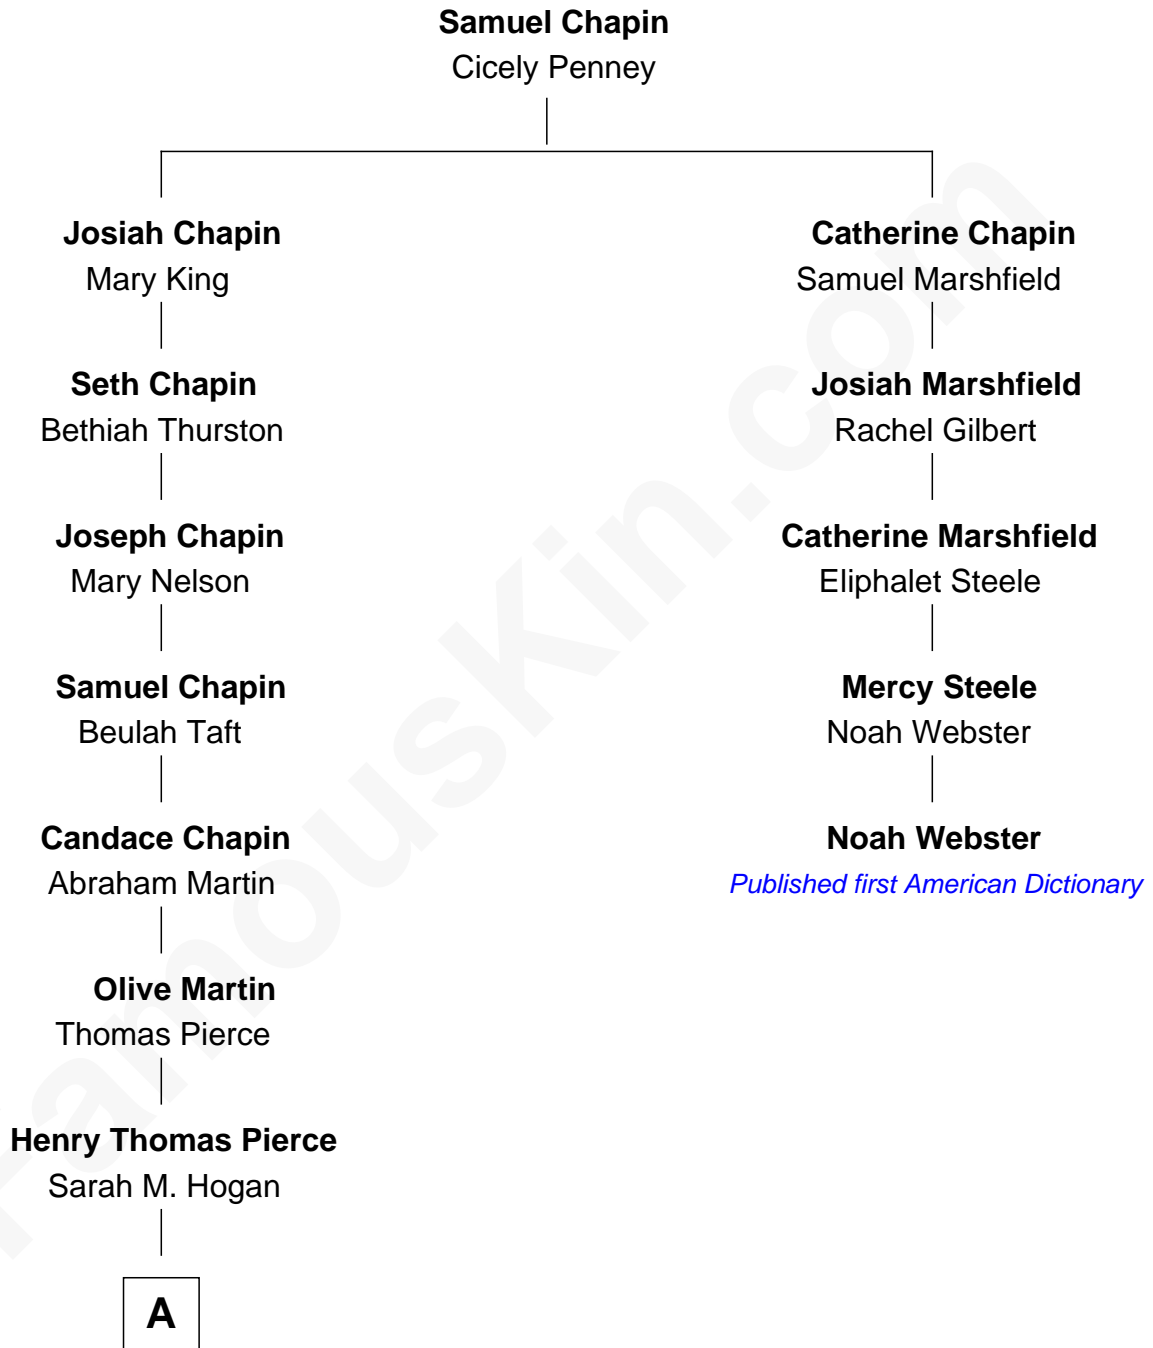 Samuel Chapin
Cicely Penney
Josiah Chapin
Mary King
Seth Chapin
Bethiah Thurston
Joseph Chapin
Mary Nelson
Samuel Chapin
Beulah Taft
Candace Chapin
Abraham Martin
Olive Martin
Thomas Pierce
Henry Thomas Pierce
Sarah M. Hogan
A
Catherine Chapin
Samuel Marshfield
Josiah Marshfield
Rachel Gilbert
Catherine Marshfield
Eliphalet Steele
Mercy Steele
Noah Webster
Noah Webster
Published first American Dictionary
FamousKin.com